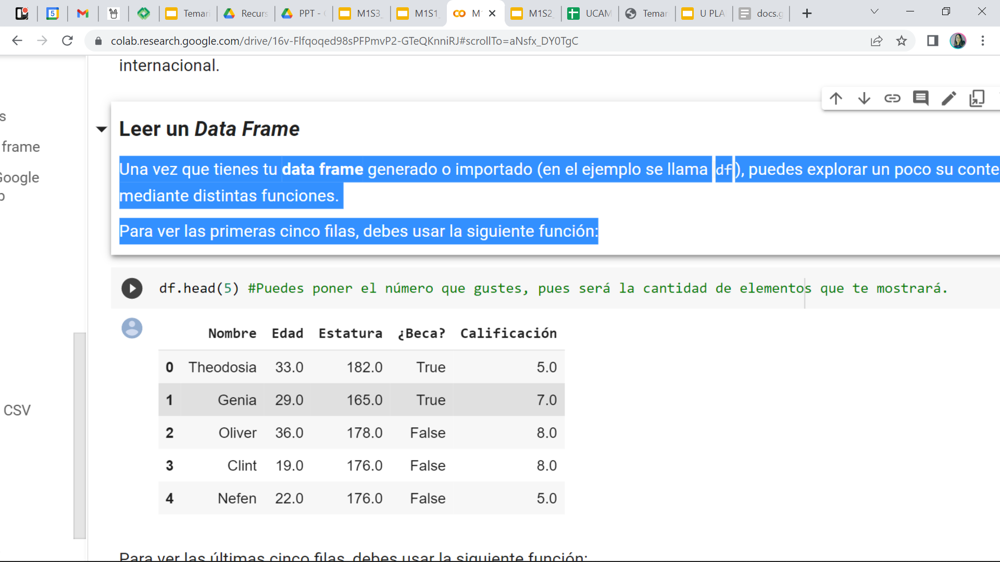 5 Temari Recurs PPT - M1S3_ M1S1_ M1 M1S2_ UCAM Temar U PLA docs.g
colab.research.google.com/drive/16v-Flfqoqed98sPFPmvP2-GTeQKnniRJ#scrollTo=aNsfx_DY0TgC
internacional.
s
frame
Google
CSV
Leer un Data Frame
Una vez que tienes tu data frame generado o importado (en el ejemplo se llama df), puedes explorar un poco su conte
mediante distintas funciones.
Para ver las primeras cinco filas, debes usar la siguiente función:
df.head(5) #Puedes poner el número que gustes, pues será la cantidad de elementos que te mostrará.
Nombre Edad Estatura ¿Beca? Calificación
0 Theodosia 33.0 182.0 True 5.0
1 Genia 29.0 165.0 True 7.0
2 Oliver 36.0 178.0 False 8.0
3 Clint 19.0 176.0 False 8.0
4 Nefen 22.0 176.0 False 5.0
Para ver las últimas cinco filas, debes usar la siguiente función: